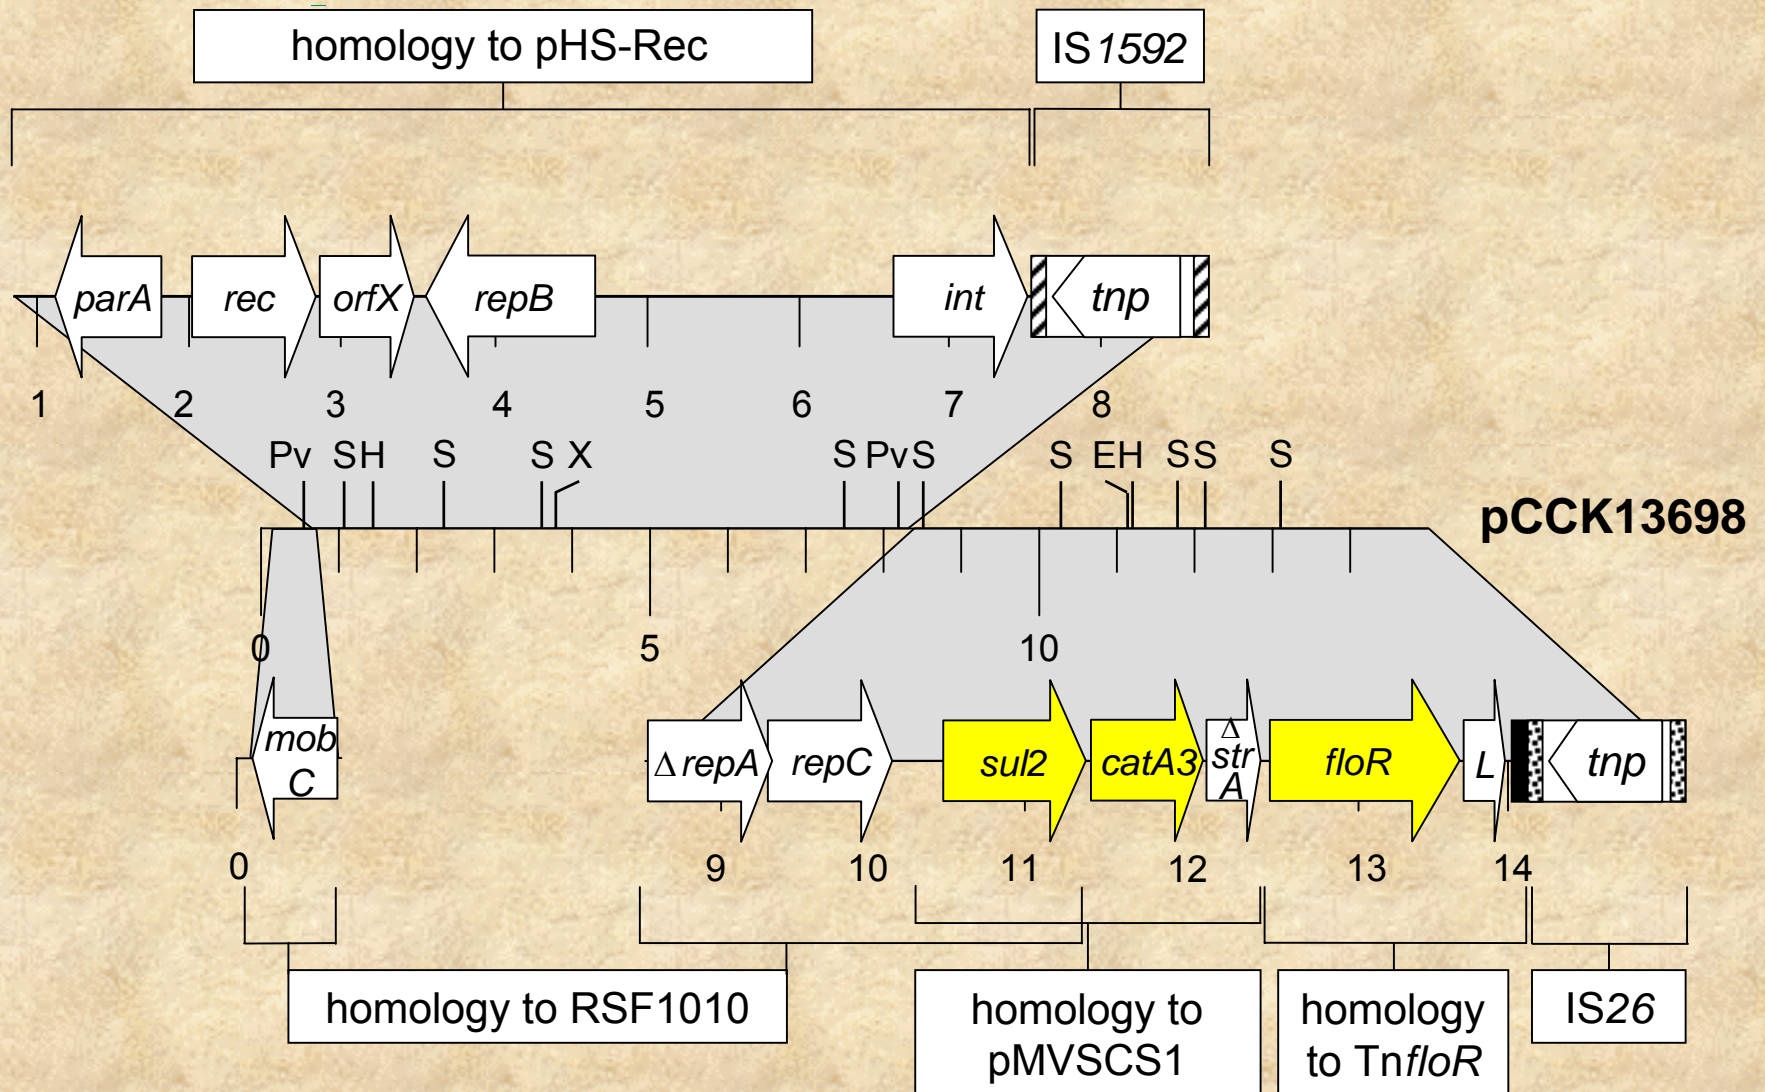 homology to pHS-Rec
IS1592
parA rec orfX repB int tnp
1 2 3 4 5 6 7 8
Pv S H S S X S Pv S S E H S S S
pCCK13698
0 5 10
mob
C
Δ repA repC sul2 catA3 Δ
str
A floR L tnp
0 9 10 11 12 13 14
homology to RSF1010
homology to
pMVSCS1
homology
to TnfloR
IS26